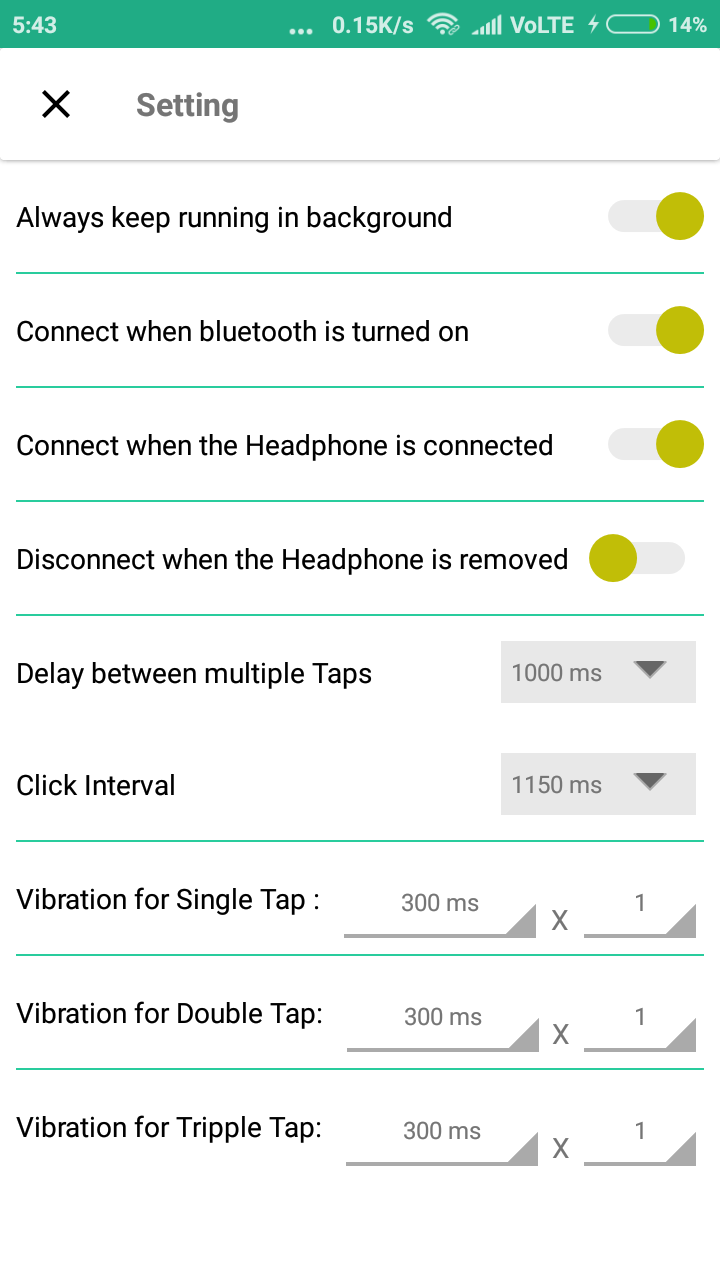 5:43 ... 0.15K/s VoLTE 14%
Setting
Always keep running in background
Connect when bluetooth is turned on
Connect when the Headphone is connected
Disconnect when the Headphone is removed
Delay between multiple Taps 1000 ms
Click Interval 1150 ms
Vibration for Single Tap : 300 ms X 1
Vibration for Double Tap: 300 ms X 1
Vibration for Tripple Tap: 300 ms X 1